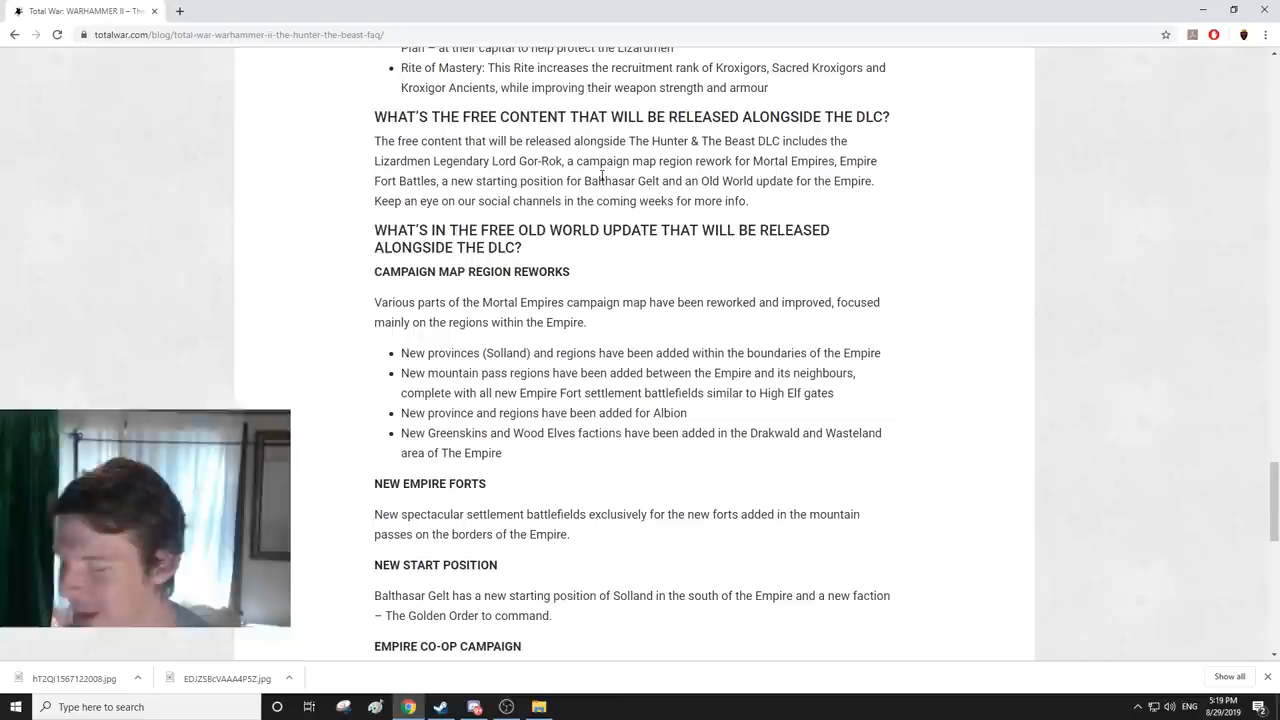 Total War: WARHAMMER II – The
totalwar.com/blog/total-war-warhammer-ii-the-hunter-the-beast-faq/
Plan – at their capital to help protect the Lizardmen
Rite of Mastery: This Rite increases the recruitment rank of Kroxigors, Sacred Kroxigors and
Kroxigor Ancients, while improving their weapon strength and armour
WHAT'S THE FREE CONTENT THAT WILL BE RELEASED ALONGSIDE THE DLC?
The free content that will be released alongside The Hunter & The Beast DLC includes the
Lizardmen Legendary Lord Gor-Rok, a campaign map region rework for Mortal Empires, Empire
Fort Battles, a new starting position for Balthasar Gelt and an Old World update for the Empire.
Keep an eye on our social channels in the coming weeks for more info.
WHAT'S IN THE FREE OLD WORLD UPDATE THAT WILL BE RELEASED
ALONGSIDE THE DLC?
CAMPAIGN MAP REGION REWORKS
Various parts of the Mortal Empires campaign map have been reworked and improved, focused
mainly on the regions within the Empire.
New provinces (Solland) and regions have been added within the boundaries of the Empire
New mountain pass regions have been added between the Empire and its neighbours,
complete with all new Empire Fort settlement battlefields similar to High Elf gates
New province and regions have been added for Albion
New Greenskins and Wood Elves factions have been added in the Drakwald and Wasteland
area of The Empire
NEW EMPIRE FORTS
New spectacular settlement battlefields exclusively for the new forts added in the mountain
passes on the borders of the Empire.
NEW START POSITION
Balthasar Gelt has a new starting position of Solland in the south of the Empire and a new faction
– The Golden Order to command.
EMPIRE CO-OP CAMPAIGN
hT2QI1567122008.jpg
EDJZSBcVAAA4P5Z.jpg
Show all
Type here to search
ENG
5:19 PM
8/29/2019
2